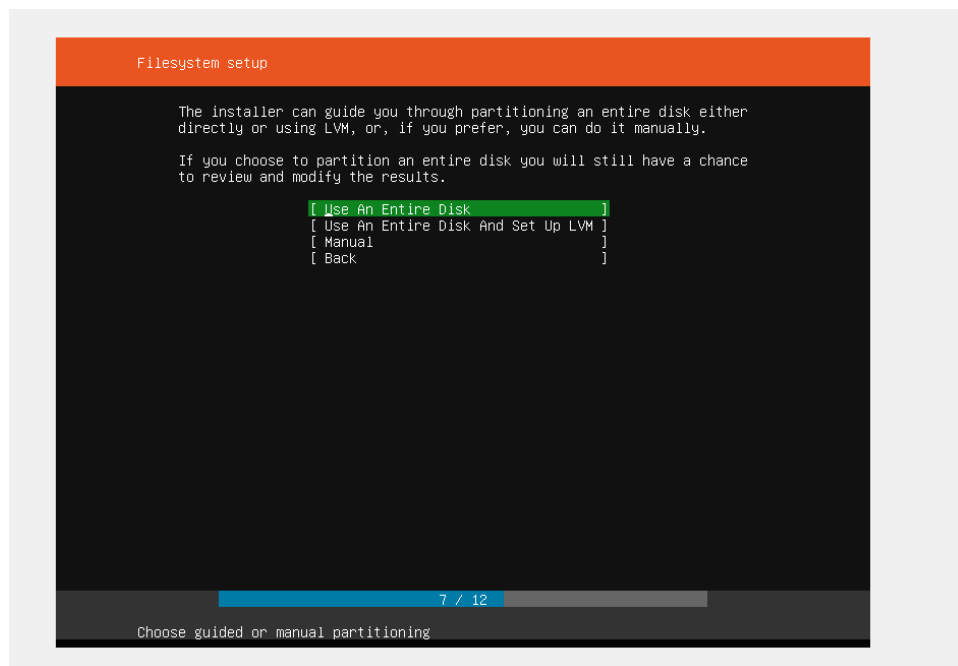 Filesystem setup
The installer can guide you through partitioning an entire disk either
directly or using LVM, or, if you prefer, you can do it manually.
If you choose to partition an entire disk you will still have a chance
to review and modify the results.
[ Use An Entire Disk ]
[ Use An Entire Disk And Set Up LVM ]
[ Manual ]
[ Back ]
7 / 12
Choose guided or manual partitioning